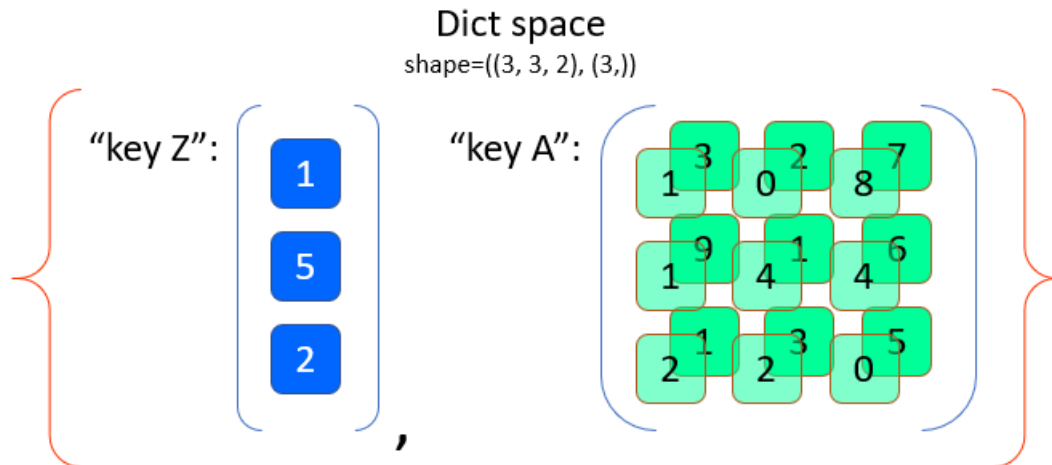 Dict space
shape=((3, 3, 2), (3,))
“key Z”:
1
5
2
,
“key A”:
3 2 7
1 0 8
9 1 6
1 4 4
1 3 5
2 2 0